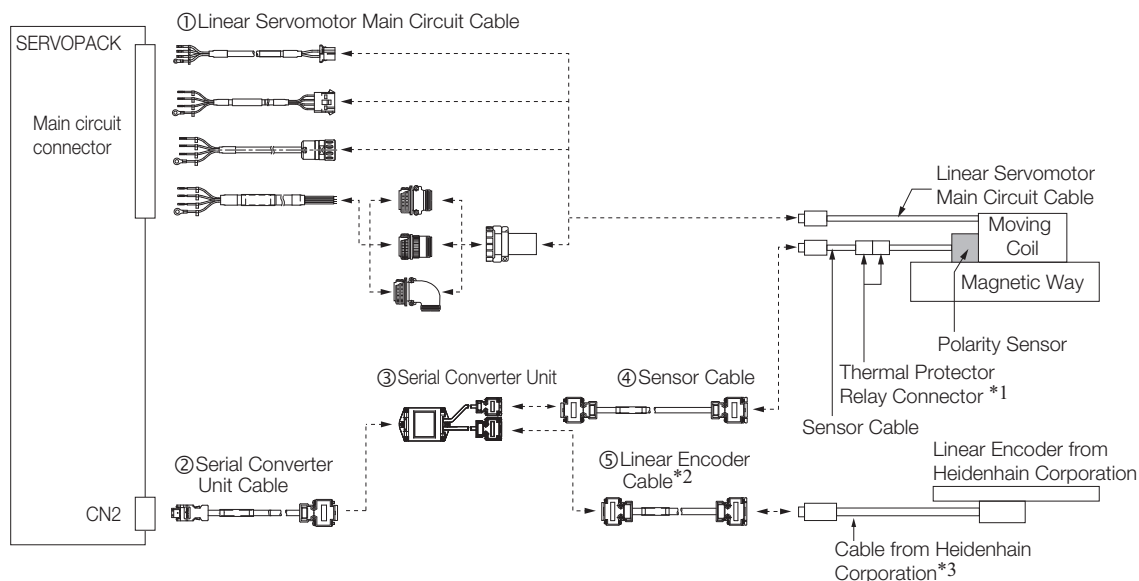 ①Linear Servomotor Main Circuit Cable
SERVOPACK
Main circuit
connector
Linear Servomotor
Main Circuit Cable
Moving
Coil
Magnetic Way
Polarity Sensor
Thermal Protector
Relay Connector *1
Sensor Cable
③Serial Converter Unit
④Sensor Cable
②Serial Converter
Unit Cable
⑤Linear Encoder
Cable*2
Linear Encoder from
Heidenhain Corporation
CN2
Cable from Heidenhain
Corporation*3